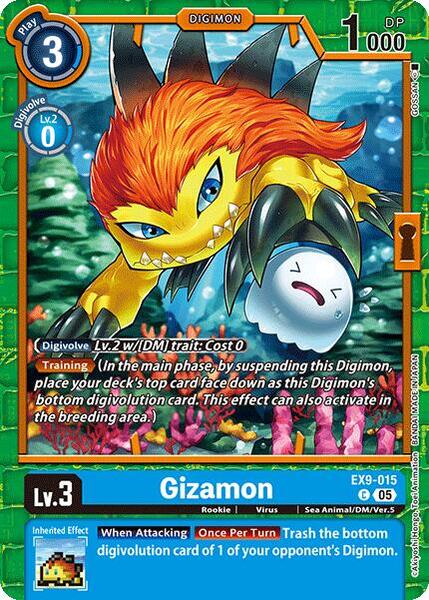 Play
3
DIGIMON
DP
1000
GOSSAN
Digivolve
Lv.2
0
Digivolve Lv.2 w/[DM] trait: Cost 0
Training (In the main phase, by suspending this Digimon,
place your deck's top card face down as this Digimon's
bottom digivolution card. This effect can also activate in
the breeding area.)
BANDAI MADE IN JAPAN
©Akiyoshi Hongo, Toei Animation
Lv.3
Gizamon
EX9-015
C 05
Rookie | Virus | Sea Animal/DM/Ver.5
Inherited Effect
When Attacking Once Per Turn Trash the bottom
digivolution card of 1 of your opponent's Digimon.